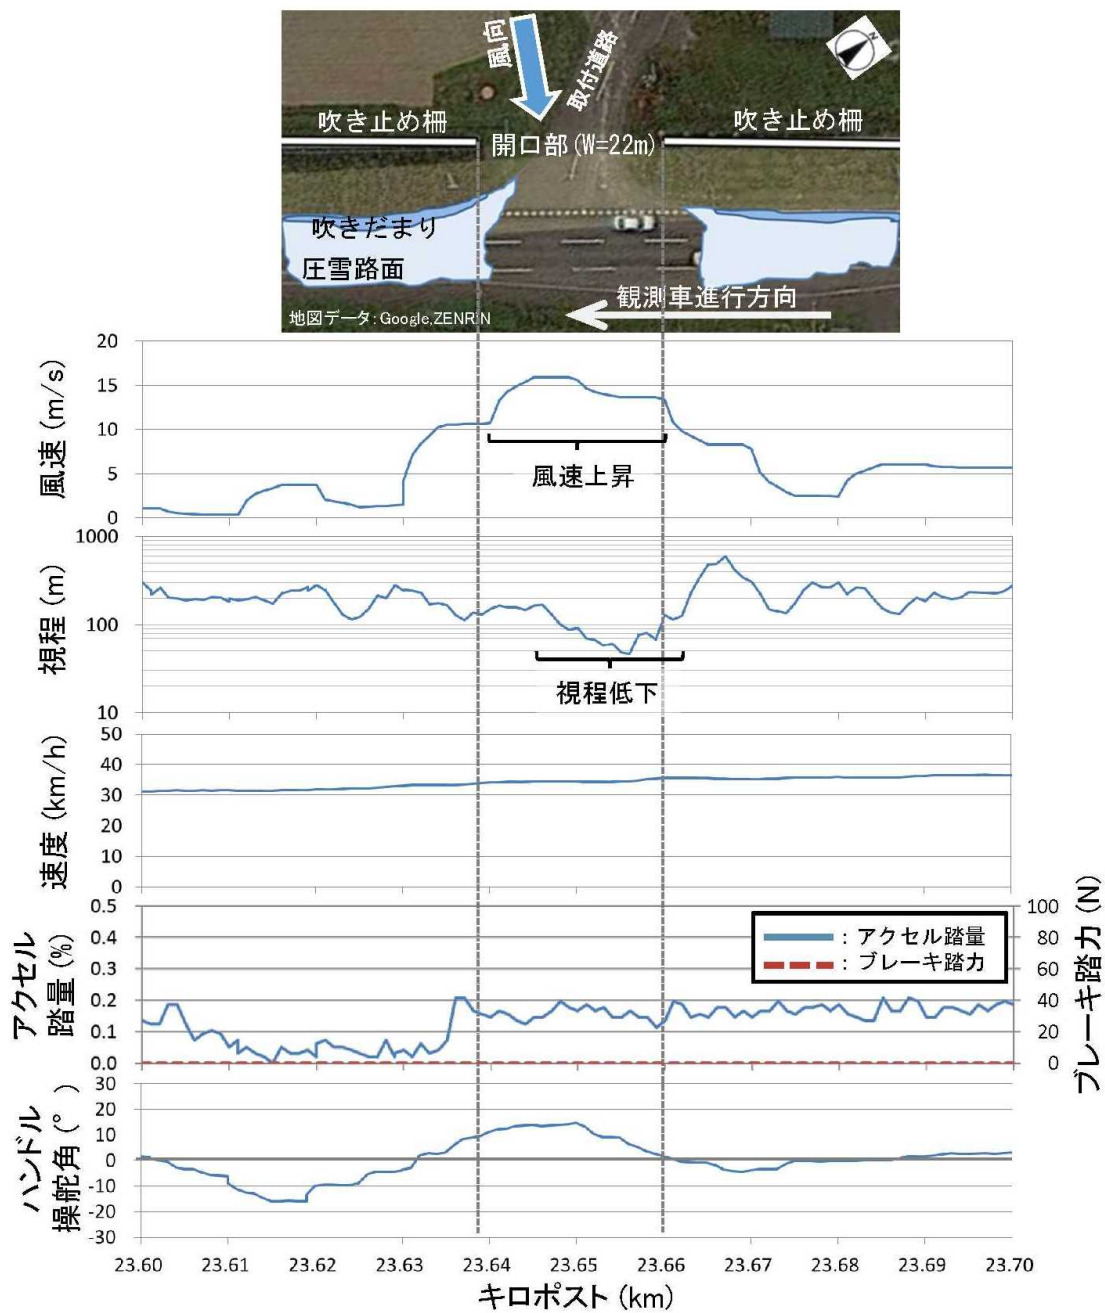 風向
取付道路
N
吹き止め柵
吹き止め柵
開口部(W=22m)
吹きだまり
圧雪路面
観測車進行方向
地図データ:Google,ZENRIN
風速 (m/s)
20
15
10
5
0
風速上昇
視程 (m)
1000
100
10
視程低下
速度 (km/h)
50
40
30
20
10
0
アクセル
踏量 (%)
0.5
0.4
0.3
0.2
0.1
0.0
:アクセル踏量
:ブレーキ踏力
100
80
60
40
20
0
ブレーキ踏力 (N)
ハンドル
操舵角 (°)
30
20
10
0
-10
-20
-30
23.60 23.61 23.62 23.63 23.64 23.65 23.66 23.67 23.68 23.69 23.70
キロポスト (km)